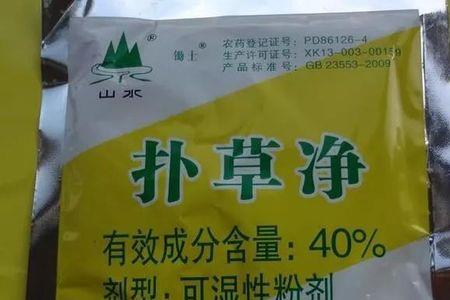 农药登记证号：PD86126-4
锄士® 生产许可证号：XK13-003-00159
产品标准号：GB 23553-2009
山水®
扑草净
有效成分含量：40%
剂型：可湿性粉剂